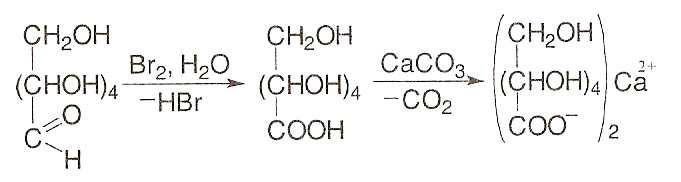 CH₂OH
(CHOH)₄
C
O
H
Br₂, H₂O
−HBr
CH₂OH
(CHOH)₄
COOH
CaCO₃
−CO₂
( CH₂OH
(CHOH)₄
COO⁻ )₂
Ca²⁺